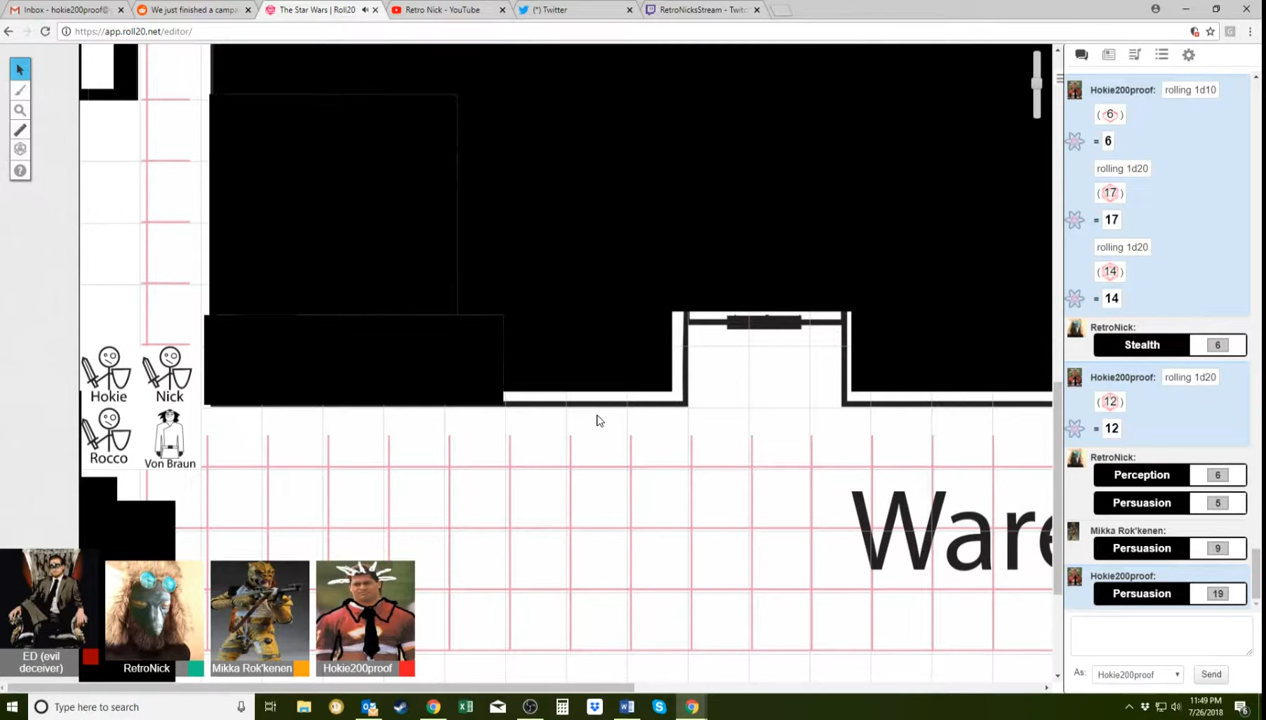 Inbox - hokie200proof@
We just finished a campa
The Star Wars | Roll20
Retro Nick - YouTube
(*) Twitter
RetroNicksStream - Twitc
https://app.roll20.net/editor/
Hokie200proof:
rolling 1d10
( 6 )
= 6
rolling 1d20
( 17 )
= 17
rolling 1d20
( 14 )
= 14
RetroNick:
Stealth 6
Hokie200proof:
rolling 1d20
( 12 )
= 12
RetroNick:
Perception 6
Persuasion 5
Mikka Rok'kenen:
Persuasion 9
Hokie200proof:
Persuasion 19
As: Hokie200proof Send
Hokie
Nick
Rocco
Von Braun
Ware
ED (evil
deceiver)
RetroNick
Mikka Rok'kenen
Hokie200proof
Type here to search
11:49 PM
7/26/2018
6